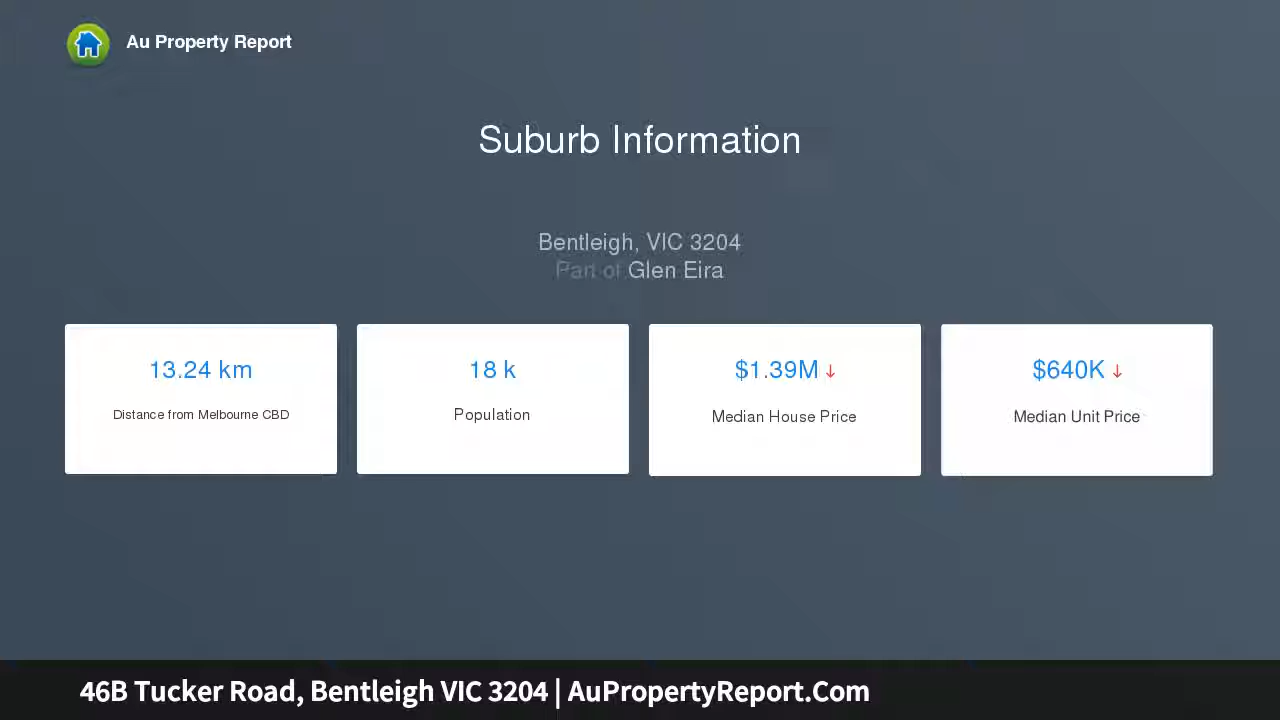 Au Property Report
Suburb Information
Bentleigh, VIC 3204
Part of Glen Eira
13.24 km
Distance from Melbourne CBD
18 k
Population
$1.39M ↓
Median House Price
$640K ↓
Median Unit Price
46B Tucker Road, Bentleigh VIC 3204 | AuPropertyReport.Com